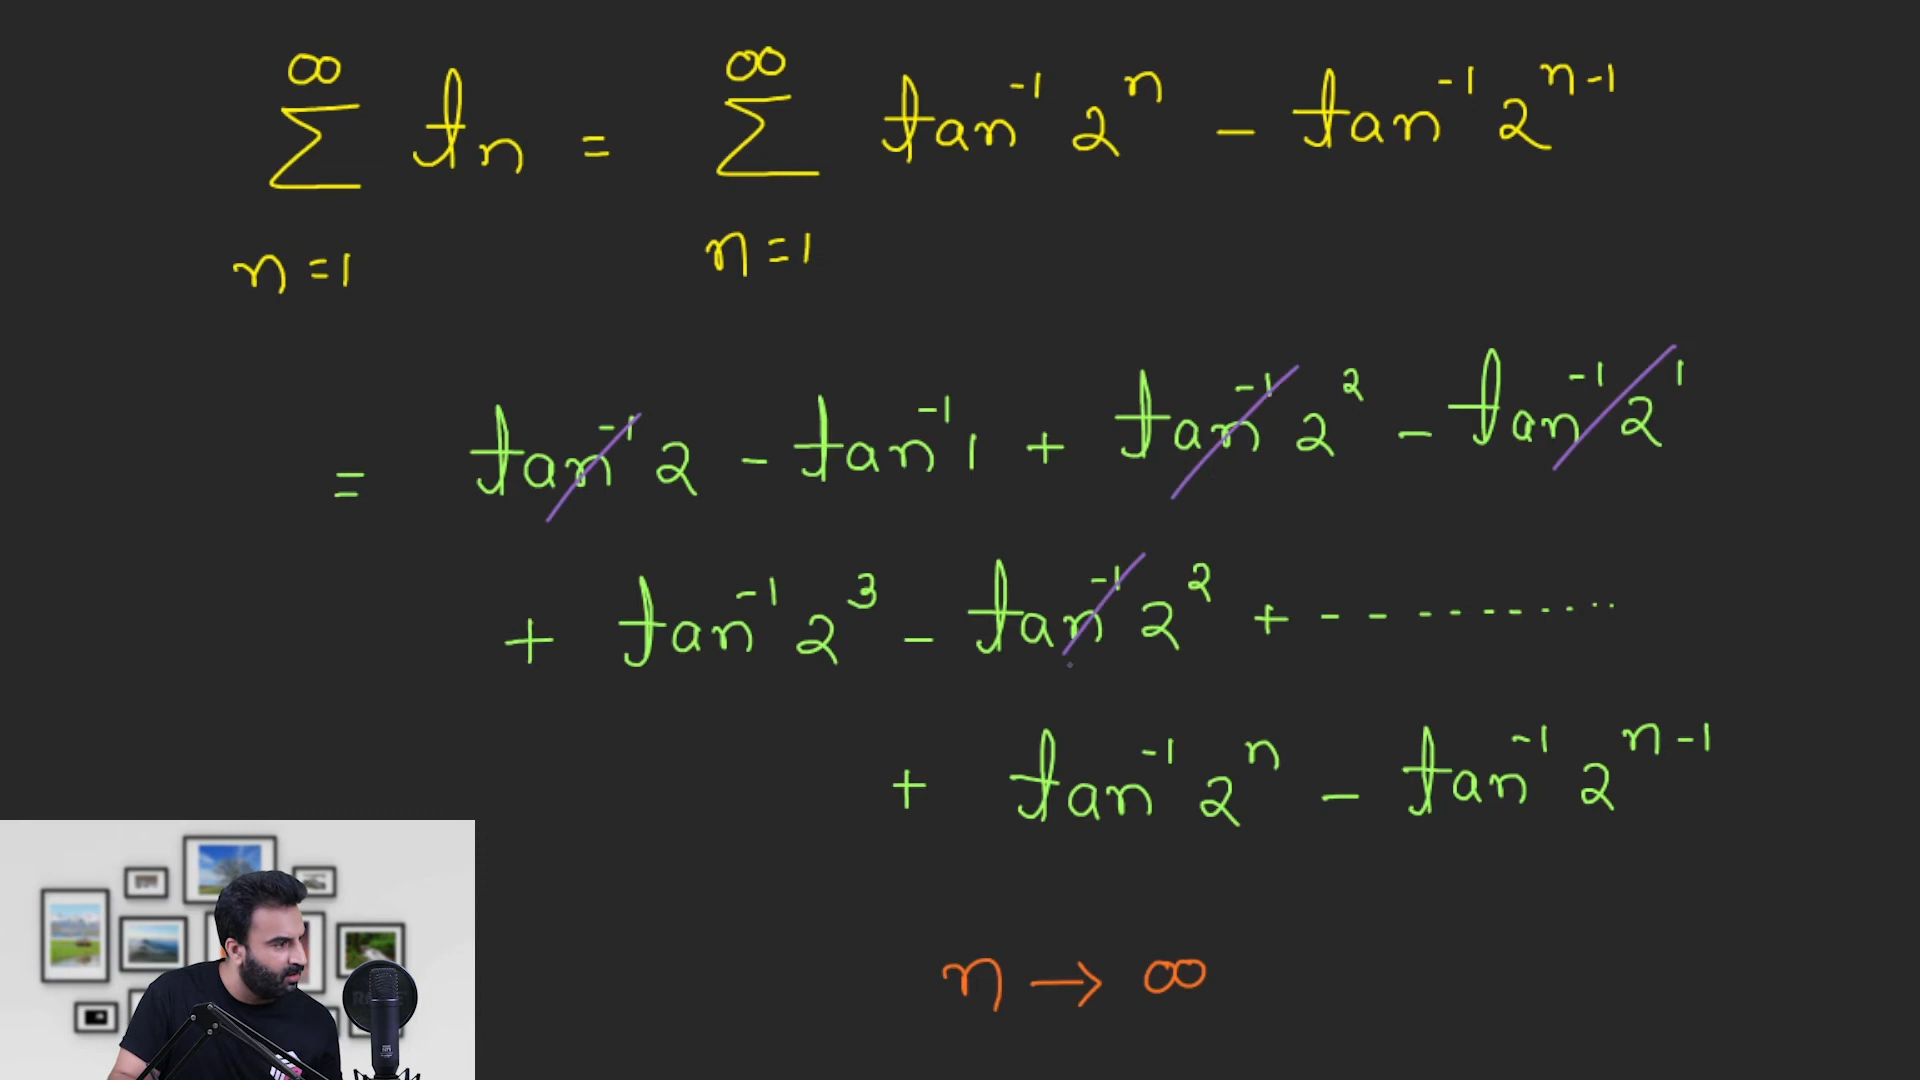 ∞ ∞
∑ tn = ∑ tan⁻¹ 2ⁿ − tan⁻¹ 2ⁿ⁻¹
n=1 n=1
= tan⁻¹ 2 − tan⁻¹ 1 + tan⁻¹ 2² − tan⁻¹ 2¹
+ tan⁻¹ 2³ − tan⁻¹ 2² + - - - - - - - - - -
+ tan⁻¹ 2ⁿ − tan⁻¹ 2ⁿ⁻¹
n → ∞